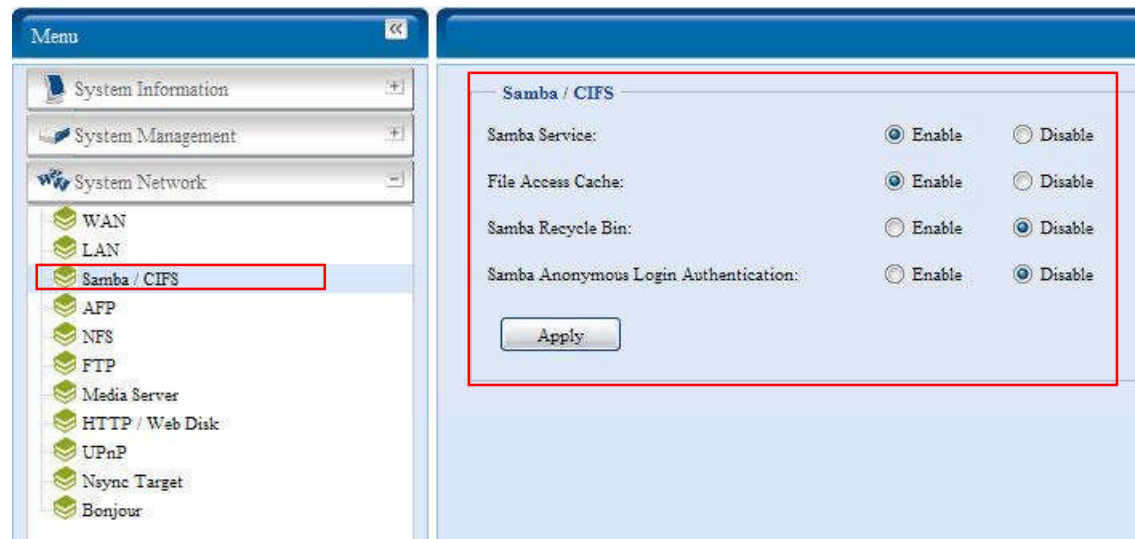 Menu
System Information
System Management
System Network
WAN
LAN
Samba / CIFS
AFP
NFS
FTP
Media Server
HTTP / Web Disk
UPnP
Nsync Target
Bonjour
Samba / CIFS
Samba Service: Enable Disable
File Access Cache: Enable Disable
Samba Recycle Bin: Enable Disable
Samba Anonymous Login Authentication: Enable Disable
Apply